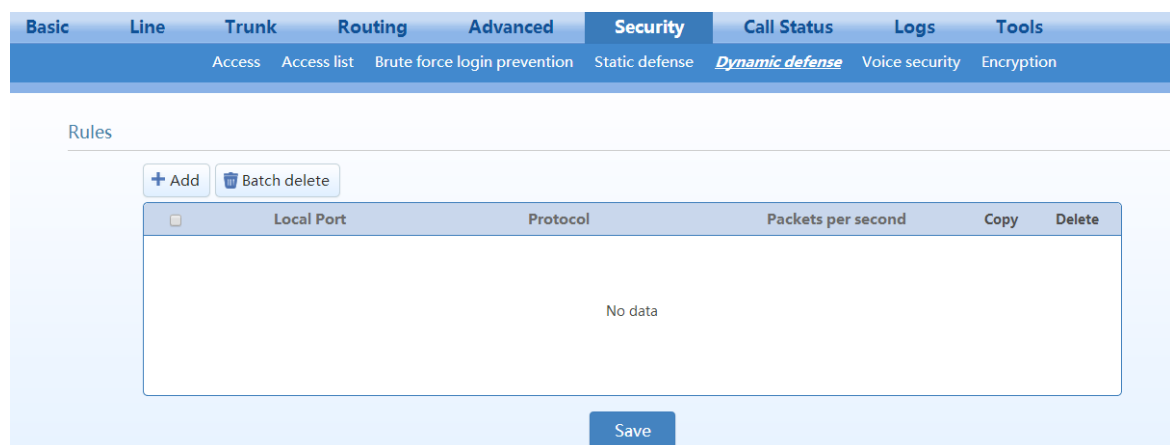 Basic Line Trunk Routing Advanced Security Call Status Logs Tools
Access Access list Brute force login prevention Static defense Dynamic defense Voice security Encryption
Rules
+ Add Batch delete
Local Port Protocol Packets per second Copy Delete
No data
Save